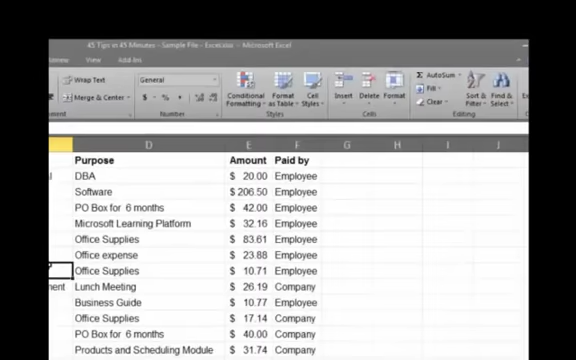 45 Tips in 45 Minutes - Sample File - Excel.xlsx - Microsoft Excel
Review View Add-Ins
Wrap Text General Σ AutoSum
Merge & Center $ % , Conditional Formatting Format as Table Cell Styles Insert Delete Format Fill Clear Sort & Filter Find & Select
Number Styles Cells Editing
D E F G H I J
Purpose Amount Paid by
DBA $ 20.00 Employee
Software $ 206.50 Employee
PO Box for 6 months $ 42.00 Employee
Microsoft Learning Platform $ 32.16 Employee
Office Supplies $ 83.61 Employee
Office expense $ 23.88 Employee
Office Supplies $ 10.71 Employee
ment Lunch Meeting $ 26.19 Company
Business Guide $ 10.77 Employee
Office Supplies $ 17.14 Company
PO Box for 6 months $ 40.00 Company
Products and Scheduling Module $ 31.74 Company